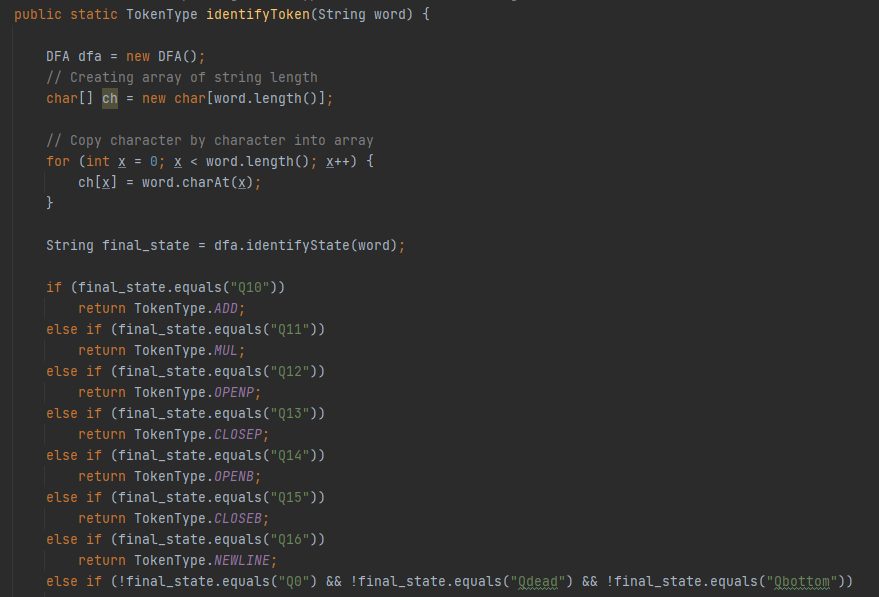 public static TokenType identifyToken(String word) {
DFA dfa = new DFA();
// Creating array of string length
char[] ch = new char[word.length()];
// Copy character by character into array
for (int x = 0; x < word.length(); x++) {
ch[x] = word.charAt(x);
}
String final_state = dfa.identifyState(word);
if (final_state.equals("Q10"))
return TokenType.ADD;
else if (final_state.equals("Q11"))
return TokenType.MUL;
else if (final_state.equals("Q12"))
return TokenType.OPENP;
else if (final_state.equals("Q13"))
return TokenType.CLOSEP;
else if (final_state.equals("Q14"))
return TokenType.OPENB;
else if (final_state.equals("Q15"))
return TokenType.CLOSEB;
else if (final_state.equals("Q16"))
return TokenType.NEWLINE;
else if (!final_state.equals("Q0") && !final_state.equals("Qdead") && !final_state.equals("Qbottom"))